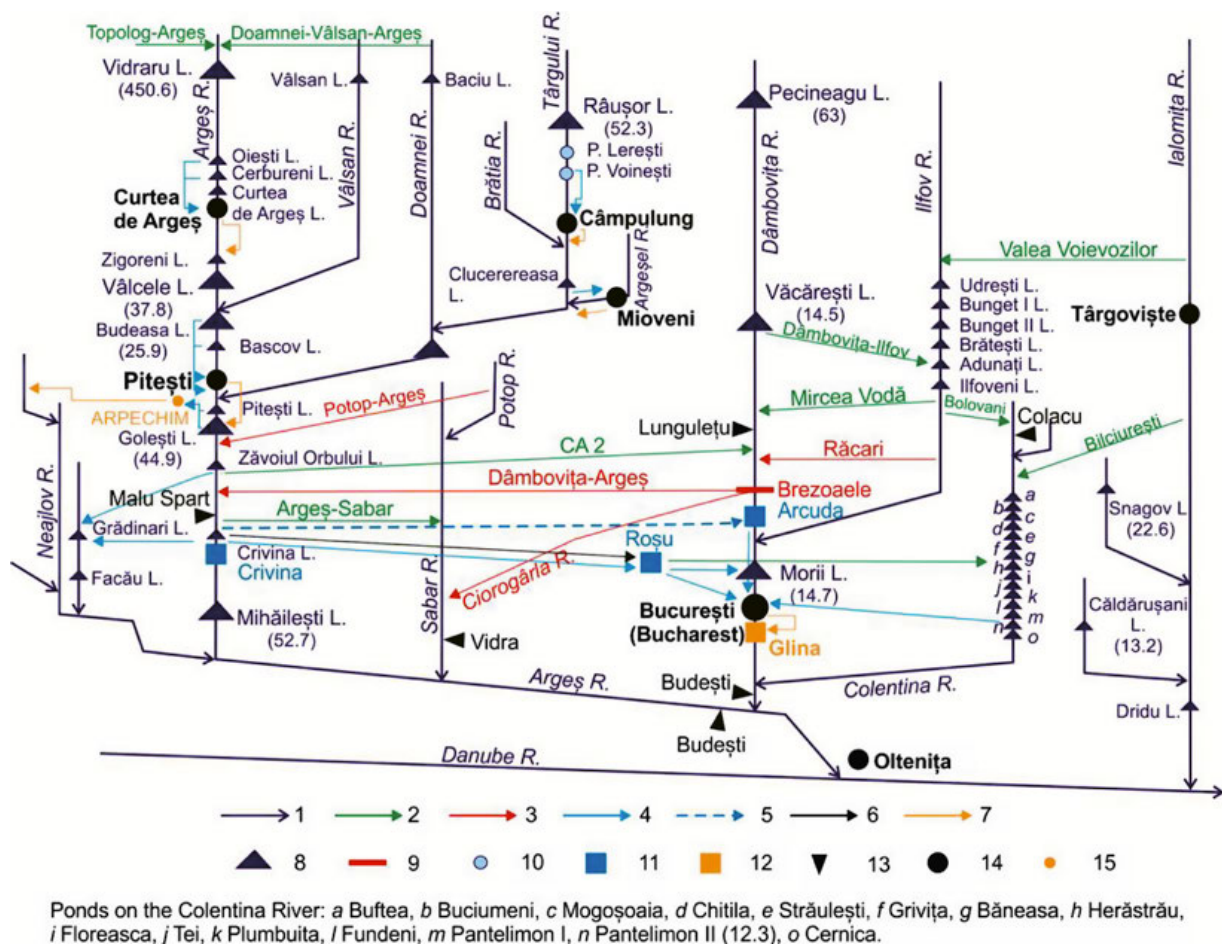 Topolog-Argeș
Doamnei-Vâlsan-Argeș
Vidraru L.
(450.6)
Argeș R.
Vâlsan L.
Vâlsan R.
Baciu L.
Doamnei R.
Târgului R.
Râușor L.
(52.3)
P. Lerești
P. Voinești
Brătia R.
Pecineagu L.
(63)
Dâmbovița R.
Ilfov R.
Ialomița R.
Oiești L.
Cerbureni L.
Curtea
de Argeș L.
Curtea
de Argeș
Câmpulung
Argeșel R.
Zigoreni L.
Clucerereasa
L.
Mioveni
Valea Voievozilor
Vâlcele L.
(37.8)
Budeasa L.
(25.9)
Bascov L.
Văcărești L.
(14.5)
Udrești L.
Bunget I L.
Bunget II L.
Brătești L.
Adunați L.
Ilfoveni L.
Târgoviște
Dâmbovița-Ilfov
Pitești
Pitești L.
ARPECHIM
Golești L.
(44.9)
Potop-Argeș
Potop R.
Mircea Vodă
Bolovani
Colacu
Lungulețu
Bilciurești
Zăvoiul Orbului L.
CA 2
Răcari
Dâmbovița-Argeș
Brezoaele
Arcuda
Malu Spart
Argeș-Sabar
Neajlov R.
Grădinari L.
Crivina L.
Crivina
Facău L.
Roșu
Ciorogârla R.
Sabar R.
Morii L.
(14.7)
Mihăilești L.
(52.7)
București
(Bucharest)
Glina
Vidra
a
b
c
d
e
f
g
h
i
j
k
l
m
n
o
Snagov L
(22.6)
Căldărușani
L.
(13.2)
Argeș R.
Budești
Budești
Colentina R.
Dridu L.
Danube R.
Oltenița
1 2 3 4 5 6 7
8 9 10 11 12 13 14 15
Ponds on the Colentina River: a Buftea, b Buciumeni, c Mogoșoaia, d Chitila, e Străulești, f Grivița, g Băneasa, h Herăstrău,
i Floreasca, j Tei, k Plumbuita, l Fundeni, m Pantelimon I, n Pantelimon II (12.3), o Cernica.